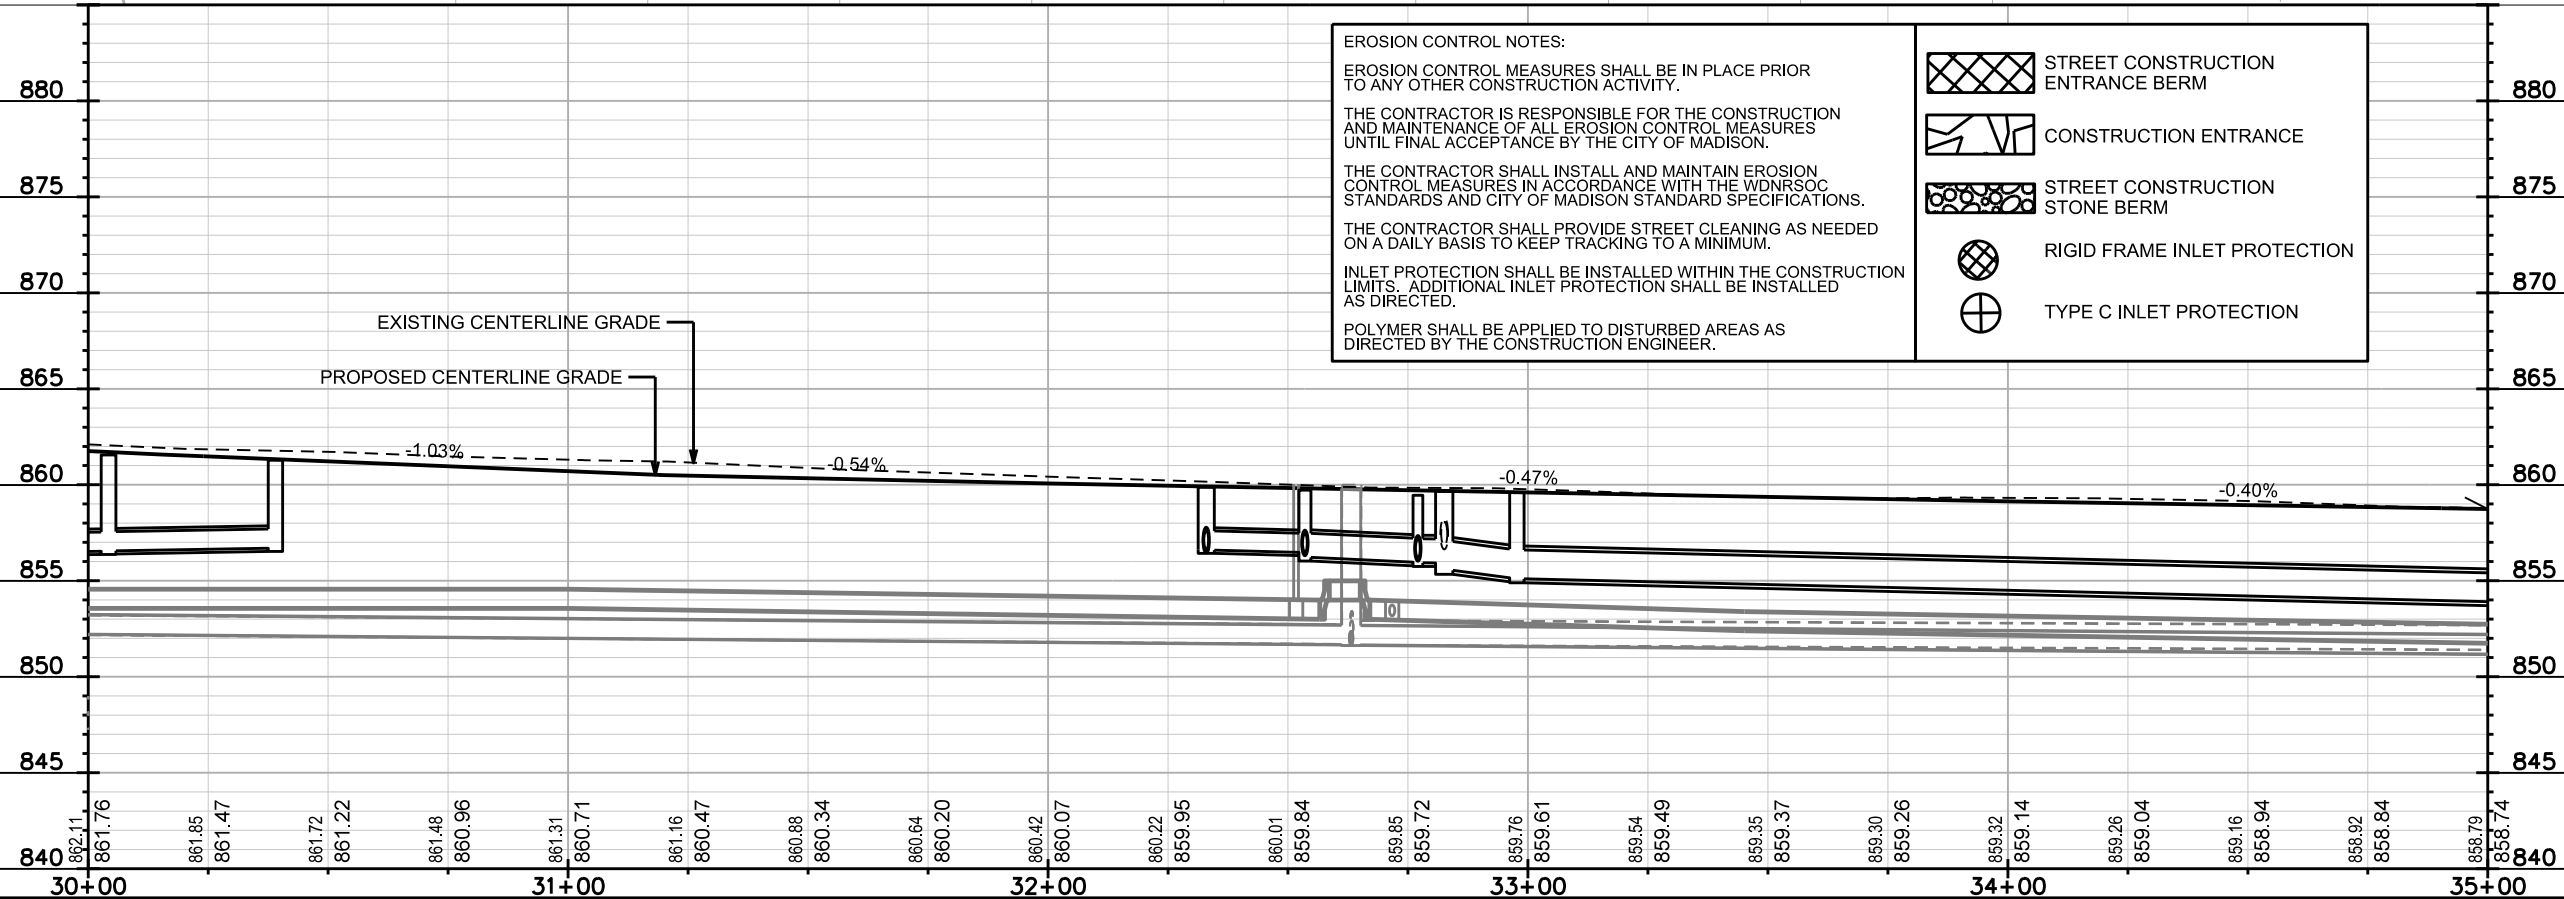 EROSION CONTROL NOTES:
EROSION CONTROL MEASURES SHALL BE IN PLACE PRIOR
TO ANY OTHER CONSTRUCTION ACTIVITY.
THE CONTRACTOR IS RESPONSIBLE FOR THE CONSTRUCTION
AND MAINTENANCE OF ALL EROSION CONTROL MEASURES
UNTIL FINAL ACCEPTANCE BY THE CITY OF MADISON.
THE CONTRACTOR SHALL INSTALL AND MAINTAIN EROSION
CONTROL MEASURES IN ACCORDANCE WITH THE WDNRSOC
STANDARDS AND CITY OF MADISON STANDARD SPECIFICATIONS.
THE CONTRACTOR SHALL PROVIDE STREET CLEANING AS NEEDED
ON A DAILY BASIS TO KEEP TRACKING TO A MINIMUM.
INLET PROTECTION SHALL BE INSTALLED WITHIN THE CONSTRUCTION
LIMITS. ADDITIONAL INLET PROTECTION SHALL BE INSTALLED
AS DIRECTED.
POLYMER SHALL BE APPLIED TO DISTURBED AREAS AS
DIRECTED BY THE CONSTRUCTION ENGINEER.
STREET CONSTRUCTION
ENTRANCE BERM
CONSTRUCTION ENTRANCE
STREET CONSTRUCTION
STONE BERM
RIGID FRAME INLET PROTECTION
TYPE C INLET PROTECTION
880
875
870
865
860
855
850
845
840
880
875
870
865
860
855
850
845
840
EXISTING CENTERLINE GRADE
PROPOSED CENTERLINE GRADE
-1.03%
-0.54%
-0.47%
-0.40%
862.11
861.76
861.85
861.47
861.72
861.22
861.48
860.96
861.31
860.71
861.16
860.47
860.88
860.34
860.64
860.20
860.42
860.07
860.22
859.95
860.01
859.84
859.85
859.72
859.76
859.61
859.54
859.49
859.35
859.37
859.30
859.26
859.32
859.14
859.26
859.04
859.16
858.94
858.92
858.84
858.79
858.74
30+00
31+00
32+00
33+00
34+00
35+00